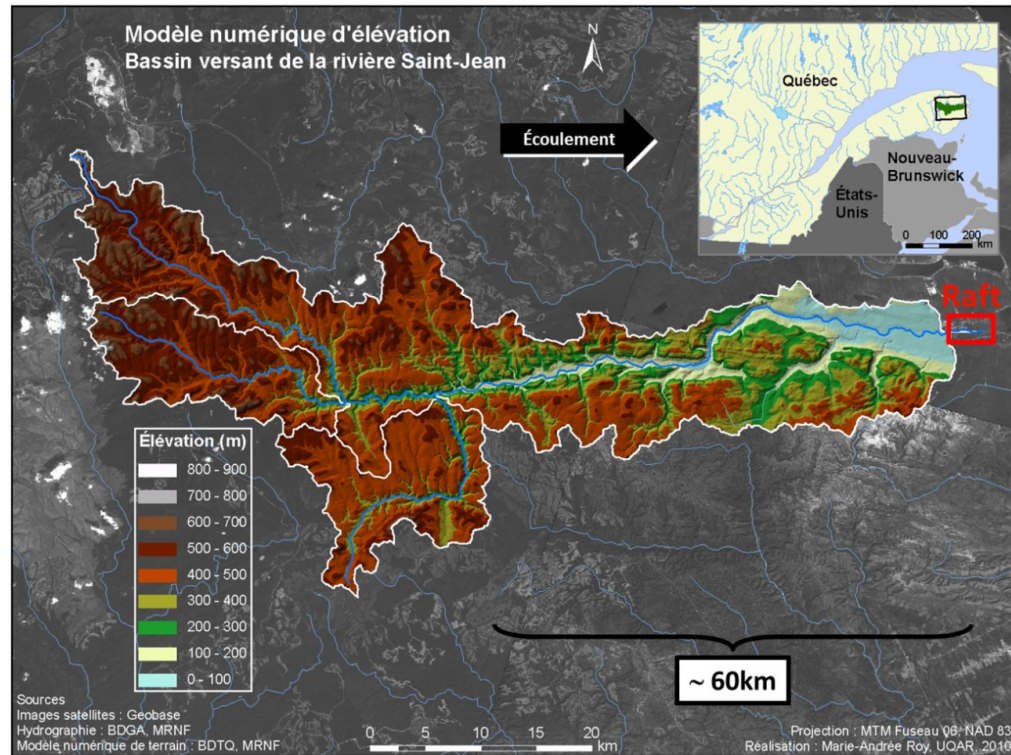 Modèle numérique d'élévation
Bassin versant de la rivière Saint-Jean
N
Écoulement
Québec
Nouveau-
Brunswick
États-
Unis
0 100 200
km
Raft
Élévation (m)
800 - 900
700 - 800
600 - 700
500 - 600
400 - 500
300 - 400
200 - 300
100 - 200
0 - 100
~ 60km
Sources
Images satellites : Geobase
Hydrographie : BDGA, MRNF
Modèle numérique de terrain : BDTQ, MRNF
0 5 10 15 20
km
Projection : MTM Fuseau 06, NAD 83
Réalisation : Marie-Andrée Roy, UQAR, 2010